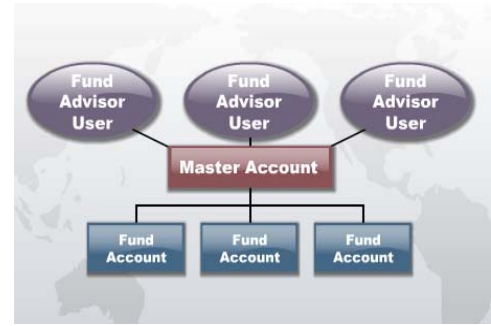 Fund
Advisor
User
Fund
Advisor
User
Fund
Advisor
User
Master Account
Fund
Account
Fund
Account
Fund
Account